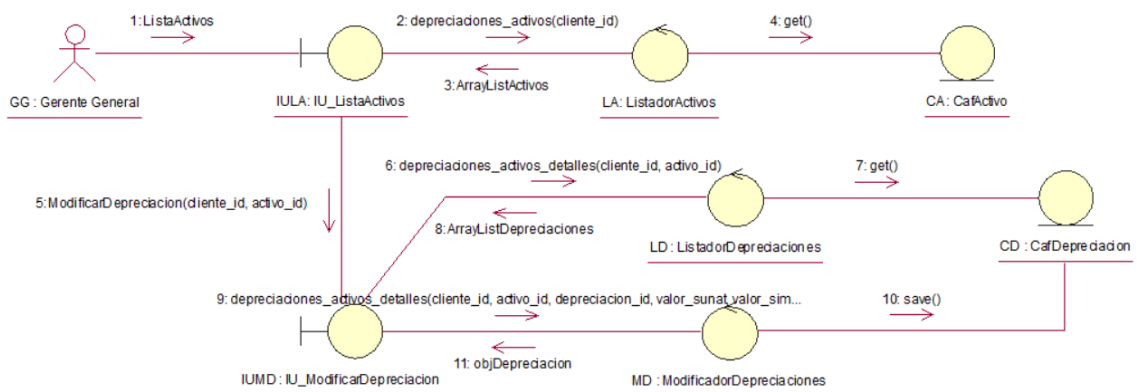 1: ListaActivos
2: depreciaciones_activos(cliente_id)
4: get()
3:ArrayListActivos
GG : Gerente General
IULA: IU_ListaActivos
LA: ListadorActivos
CA: CafActivo
6: depreciaciones_activos_detalles(cliente_id, activo_id)
7: get()
5:ModificarDepreciacion(cliente_id, activo_id)
8:ArrayListDepreciaciones
LD : ListadorDepreciaciones
CD : CafDepreciacion
9: depreciaciones_activos_detalles(cliente_id, activo_id, depreciacion_id, valor_sunat,valor_sim...
10: save()
11: objDepreciacion
IUMD : IU_ModificarDepreciacion
MD : ModificadorDepreciaciones